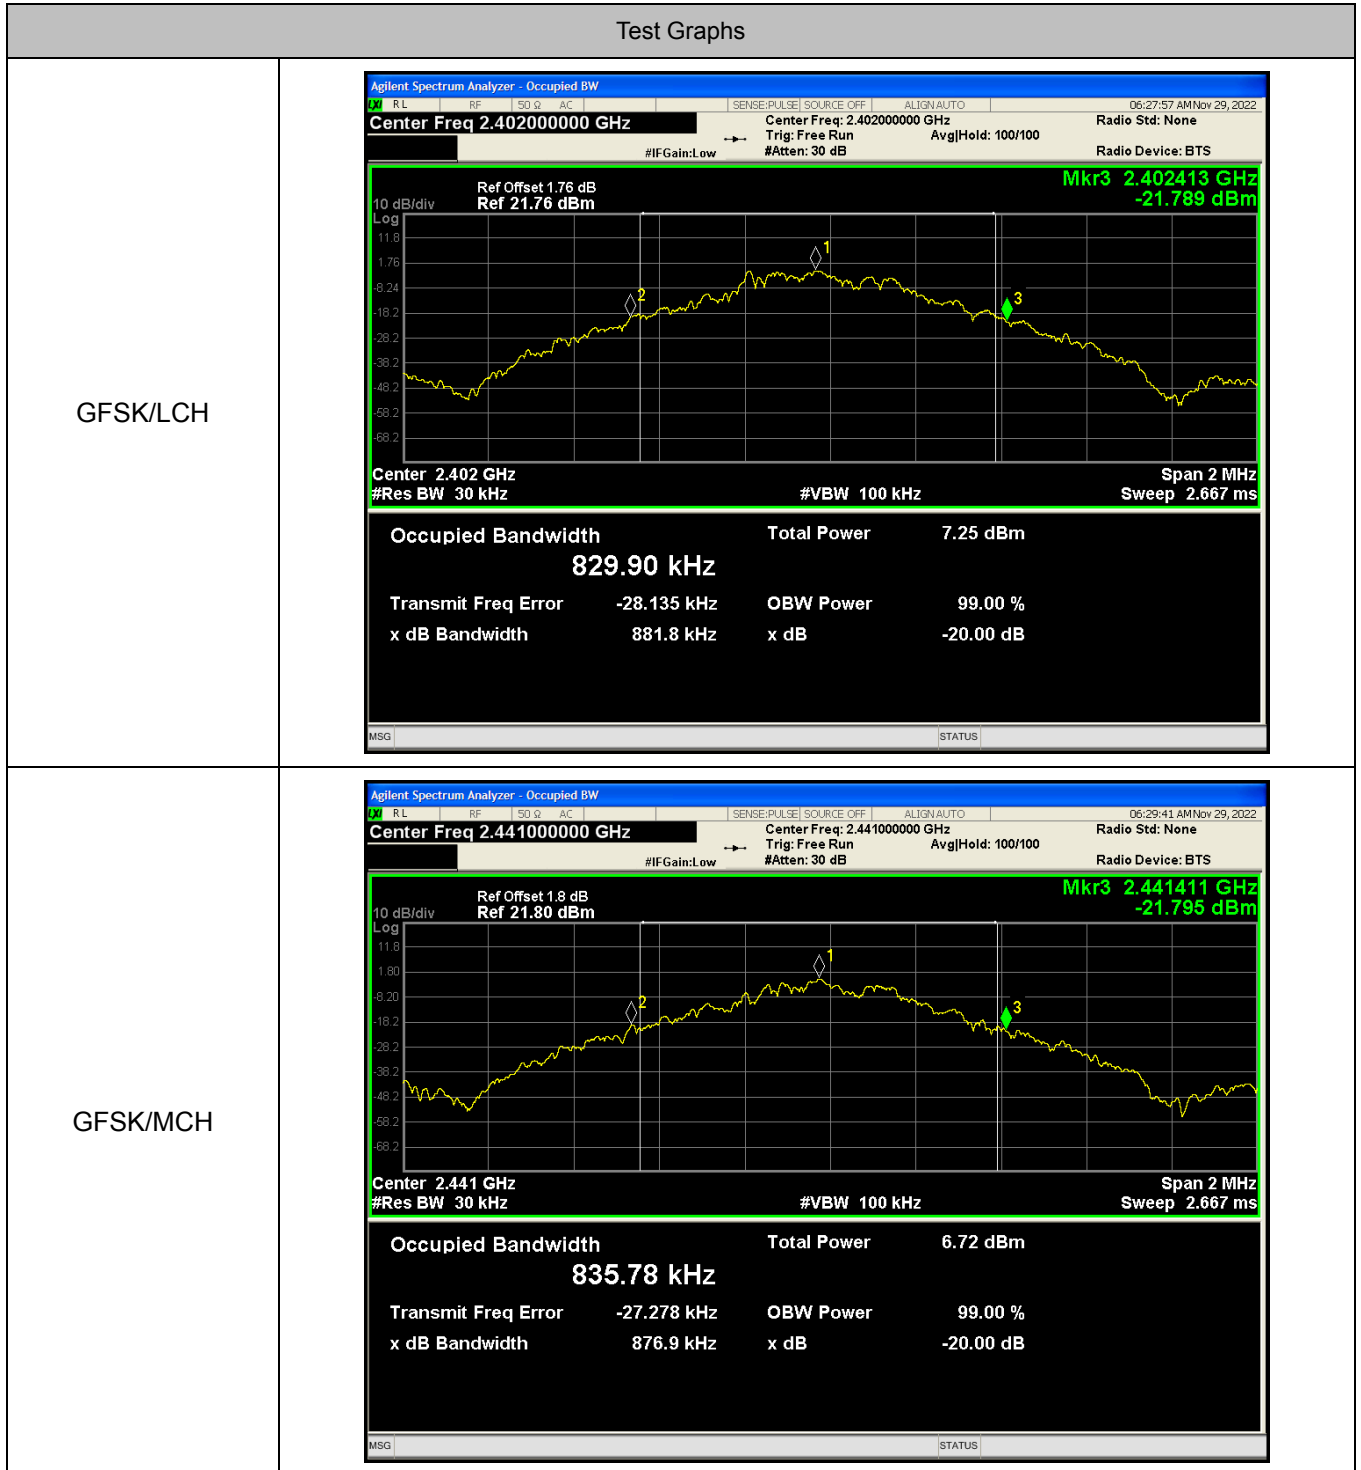 Test Graphs
GFSK/LCH
Agilent Spectrum Analyzer - Occupied BW
LXI RL RF 50 Ω AC SENSE:PULSE SOURCE OFF ALIGN AUTO 06:27:57 AM Nov 29, 2022
Center Freq 2.402000000 GHz Center Freq: 2.402000000 GHz Radio Std: None
Trig: Free Run Avg|Hold: 100/100
#IFGain:Low #Atten: 30 dB Radio Device: BTS
Mkr3 2.402413 GHz
Ref Offset 1.76 dB
10 dB/div Ref 21.76 dBm -21.789 dBm
Log
11.8
1
1.76
-8.24
2 3
-18.2
-28.2
-38.2
-48.2
-58.2
-68.2
Center 2.402 GHz Span 2 MHz
#Res BW 30 kHz #VBW 100 kHz Sweep 2.667 ms
Occupied Bandwidth Total Power 7.25 dBm
829.90 kHz
Transmit Freq Error -28.135 kHz OBW Power 99.00 %
x dB Bandwidth 881.8 kHz x dB -20.00 dB
MSG STATUS
GFSK/MCH
Agilent Spectrum Analyzer - Occupied BW
LXI RL RF 50 Ω AC SENSE:PULSE SOURCE OFF ALIGN AUTO 06:29:41 AM Nov 29, 2022
Center Freq 2.441000000 GHz Center Freq: 2.441000000 GHz Radio Std: None
Trig: Free Run Avg|Hold: 100/100
#IFGain:Low #Atten: 30 dB Radio Device: BTS
Mkr3 2.441411 GHz
Ref Offset 1.8 dB
10 dB/div Ref 21.80 dBm -21.795 dBm
Log
11.8
1
1.80
-8.20
2 3
-18.2
-28.2
-38.2
-48.2
-58.2
-68.2
Center 2.441 GHz Span 2 MHz
#Res BW 30 kHz #VBW 100 kHz Sweep 2.667 ms
Occupied Bandwidth Total Power 6.72 dBm
835.78 kHz
Transmit Freq Error -27.278 kHz OBW Power 99.00 %
x dB Bandwidth 876.9 kHz x dB -20.00 dB
MSG STATUS